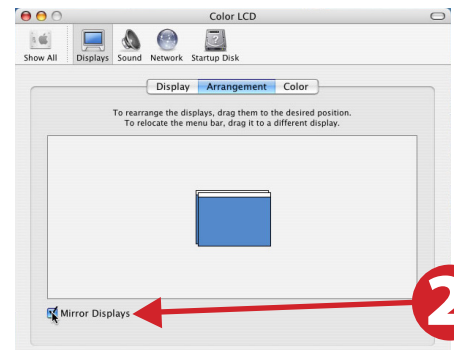 Color LCD
Show All Displays Sound Network Startup Disk
Display Arrangement Color
To rearrange the displays, drag them to the desired position.
To relocate the menu bar, drag it to a different display.
Mirror Displays
2